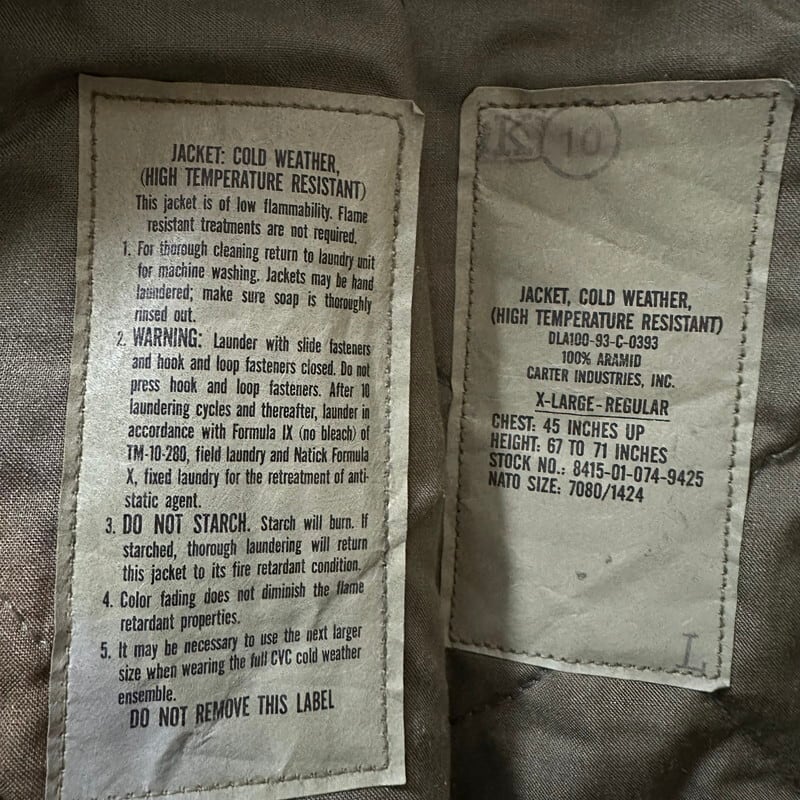 JACKET: COLD WEATHER,
(HIGH TEMPERATURE RESISTANT)
This jacket is of low flammability. Flame
resistant treatments are not required.
1. For thorough cleaning return to laundry unit
for machine washing. Jackets may be hand
laundered; make sure soap is thoroughly
rinsed out.
2. WARNING: Launder with slide fasteners
and hook and loop fasteners closed. Do not
press hook and loop fasteners. After 10
laundering cycles and thereafter, launder in
accordance with Formula IX (no bleach) of
TM-10-280, field laundry and Natick Formula
X, fixed laundry for the retreatment of anti-
static agent.
3. DO NOT STARCH. Starch will burn. If
starched, thorough laundering will return
this jacket to its fire retardant condition.
4. Color fading does not diminish the flame
retardant properties.
5. It may be necessary to use the next larger
size when wearing the full CVC cold weather
ensemble.
DO NOT REMOVE THIS LABEL
K 10
JACKET, COLD WEATHER,
(HIGH TEMPERATURE RESISTANT)
DLA100-93-C-0393
100% ARAMID
CARTER INDUSTRIES, INC.
X-LARGE-REGULAR
CHEST: 45 INCHES UP
HEIGHT: 67 TO 71 INCHES
STOCK NO.: 8415-01-074-9425
NATO SIZE: 7080/1424
L